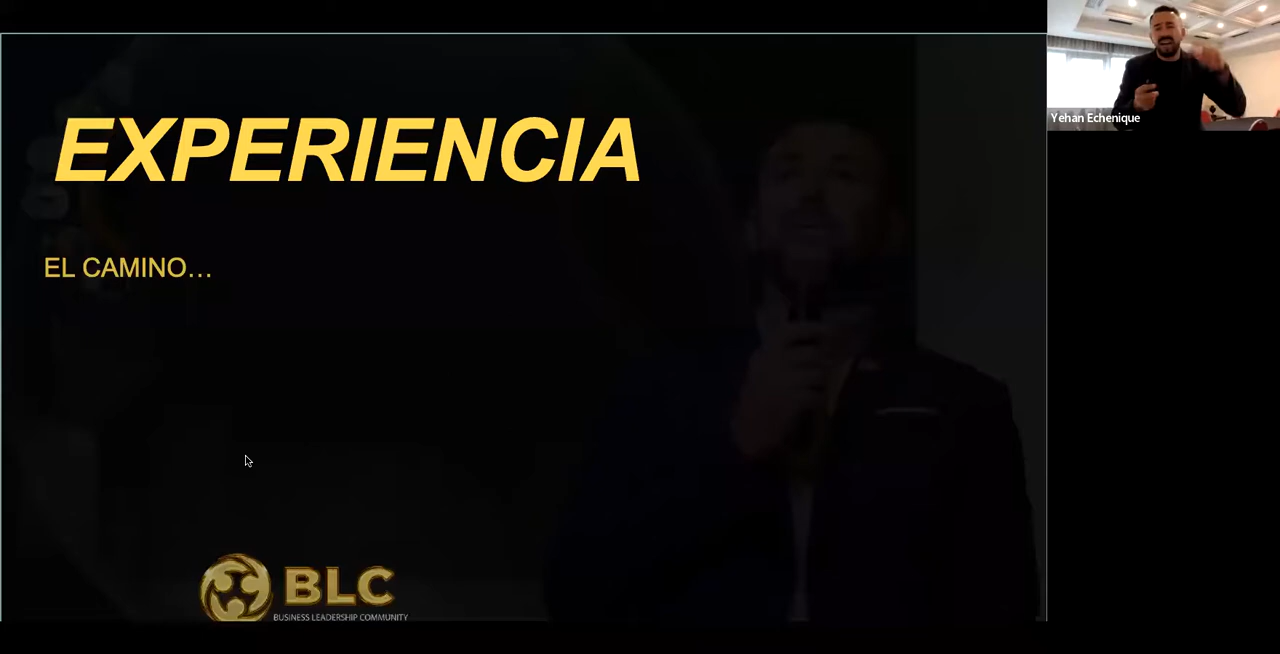 EXPERIENCIA
EL CAMINO...
BLC
BUSINESS LEADERSHIP COMMUNITY
Yehan Echenique